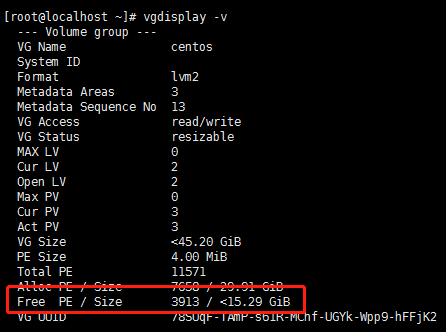 [root@localhost ~]# vgdisplay -v
--- Volume group ---
VG Name centos
System ID
Format lvm2
Metadata Areas 3
Metadata Sequence No 13
VG Access read/write
VG Status resizable
MAX LV 0
Cur LV 2
Open LV 2
Max PV 0
Cur PV 3
Act PV 3
VG Size <45.20 GiB
PE Size 4.00 MiB
Total PE 11571
Alloc PE / Size 7658 / 29.91 GiB
Free PE / Size 3913 / <15.29 GiB
VG UUID 78SUqF-TAmP-s6iR-MChf-UGYk-Wpp9-hFFjK2